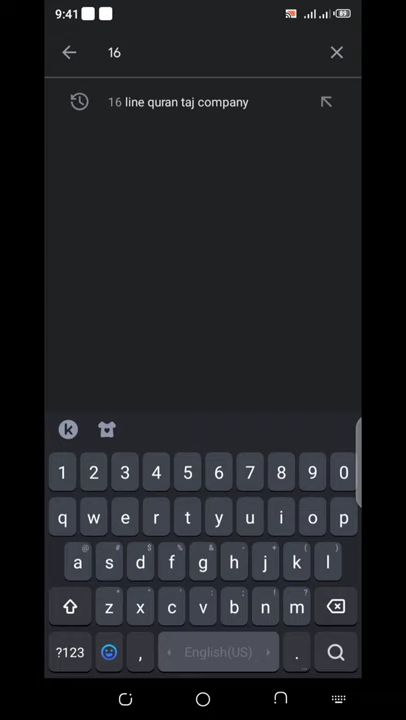 9:41
89
16
16 line quran taj company
k
1 2 3 4 5 6 7 8 9 0
q w e r t y u i o p
@ # $ % & - + ( )
a s d f g h j k l
* " ' : ; ! ?
z x c v b n m
?123 , English(US) .